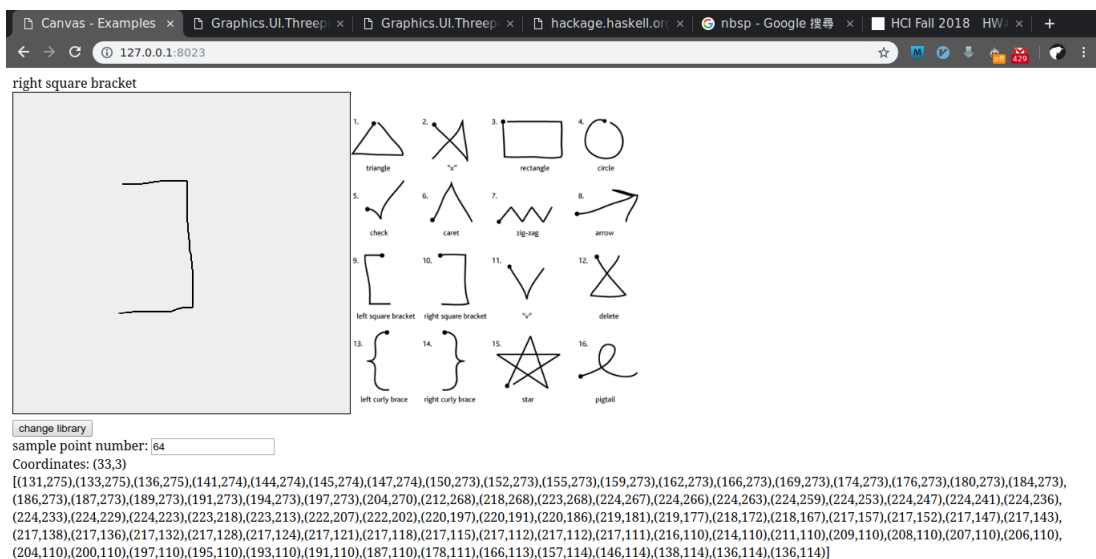 Canvas - Examples × Graphics.UI.Threep × Graphics.UI.Threep × hackage.haskell.or × nbsp - Google 搜尋 × HCI Fall 2018 HW × +
127.0.0.1:8023 M off 429
right square bracket
1. 2. 3. 4.
triangle "x" rectangle circle
5. 6. 7. 8.
check caret zig-zag arrow
9. 10. 11. 12.
left square bracket right square bracket "v" delete
13. 14. 15. 16.
left curly brace right curly brace star pigtail
change library
sample point number: 64
Coordinates: (33,3)
[(131,275),(133,275),(136,275),(141,274),(144,274),(145,274),(147,274),(150,273),(152,273),(155,273),(159,273),(162,273),(166,273),(169,273),(174,273),(176,273),(180,273),(184,273),
(186,273),(187,273),(189,273),(191,273),(194,273),(197,273),(204,270),(212,268),(218,268),(223,268),(224,267),(224,266),(224,263),(224,259),(224,253),(224,247),(224,241),(224,236),
(224,233),(224,229),(224,223),(223,218),(223,213),(222,207),(222,202),(220,197),(220,191),(220,186),(219,181),(219,177),(218,172),(218,167),(217,157),(217,152),(217,147),(217,143),
(217,138),(217,136),(217,132),(217,128),(217,124),(217,121),(217,118),(217,115),(217,112),(217,112),(217,111),(216,110),(214,110),(211,110),(209,110),(208,110),(207,110),(206,110),
(204,110),(200,110),(197,110),(195,110),(193,110),(191,110),(187,110),(178,111),(166,113),(157,114),(146,114),(138,114),(136,114),(136,114)]